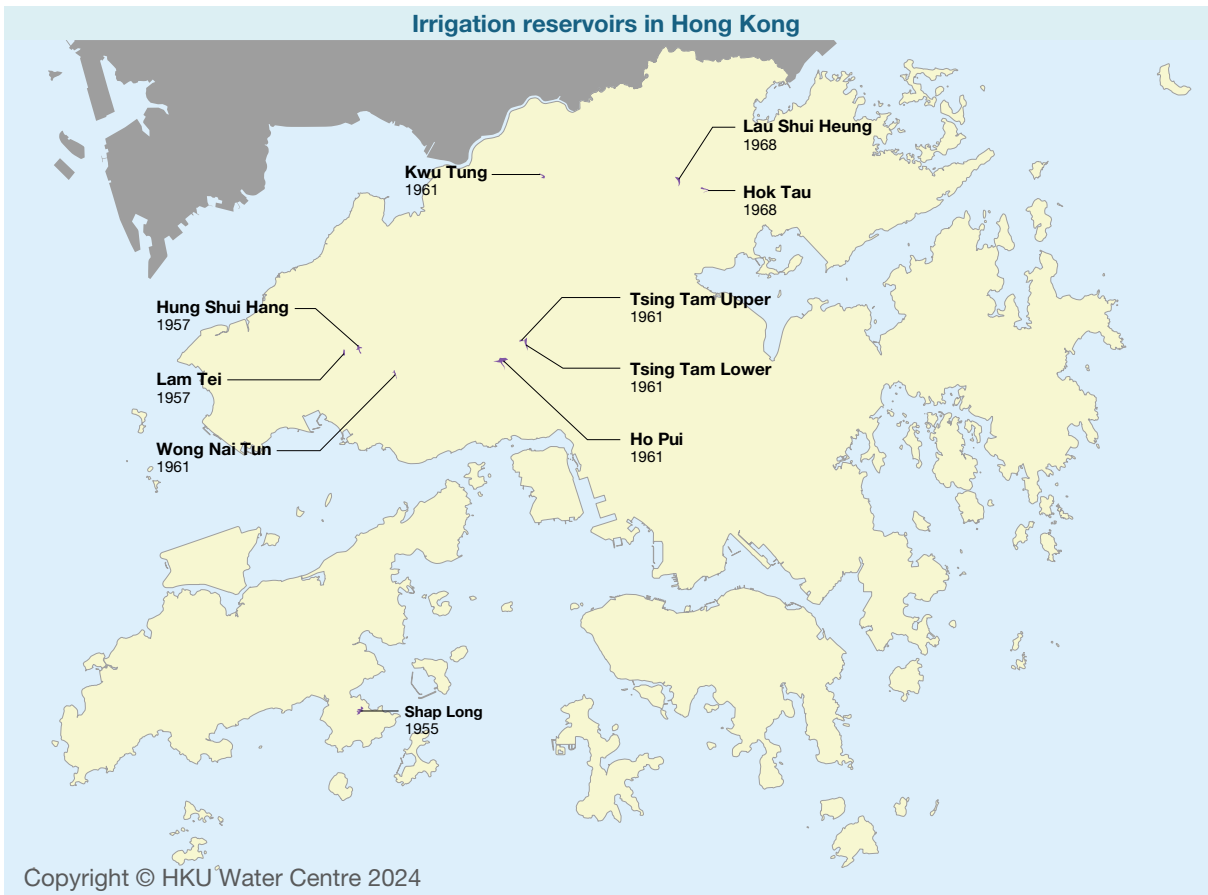 Irrigation reservoirs in Hong Kong
Lau Shui Heung
1968
Kwu Tung
1961
Hok Tau
1968
Hung Shui Hang
1957
Tsing Tam Upper
1961
Lam Tei
1957
Tsing Tam Lower
1961
Wong Nai Tun
1961
Ho Pui
1961
Shap Long
1955
Copyright © HKU Water Centre 2024